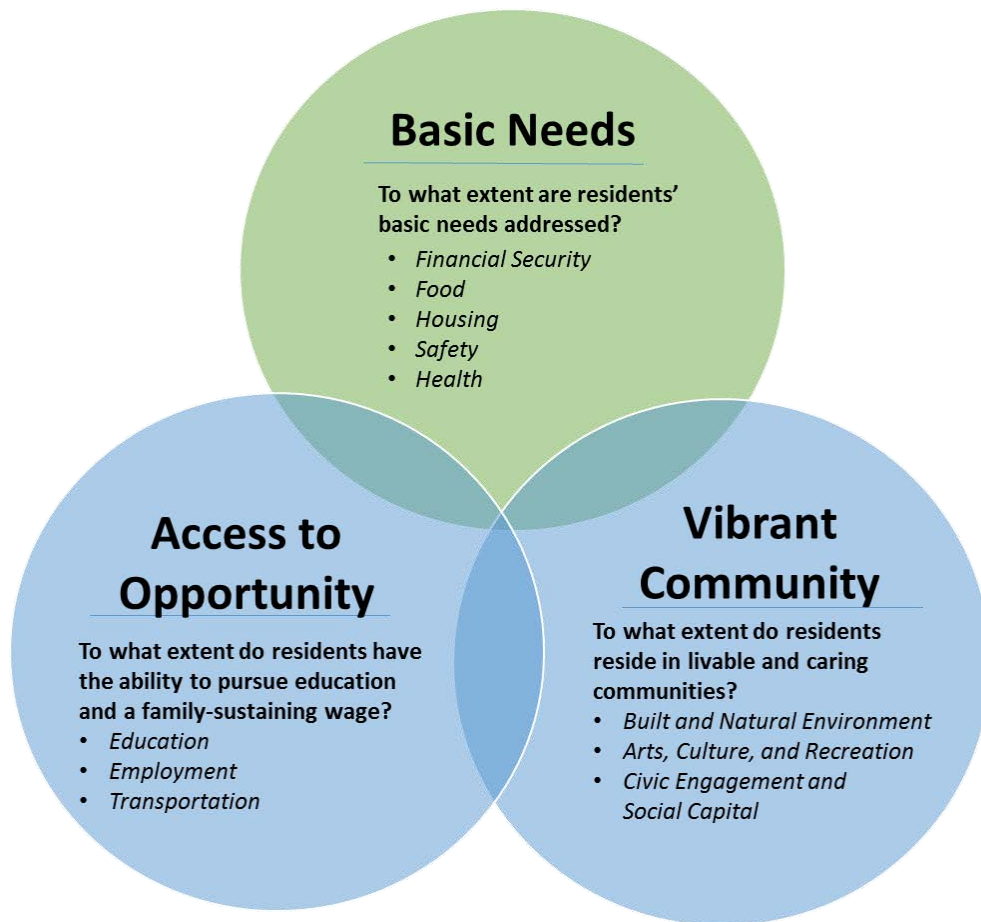 Basic Needs
To what extent are residents’
basic needs addressed?
• Financial Security
• Food
• Housing
• Safety
• Health
Access to
Opportunity
To what extent do residents have
the ability to pursue education
and a family-sustaining wage?
• Education
• Employment
• Transportation
Vibrant
Community
To what extent do residents
reside in livable and caring
communities?
• Built and Natural Environment
• Arts, Culture, and Recreation
• Civic Engagement and
Social Capital